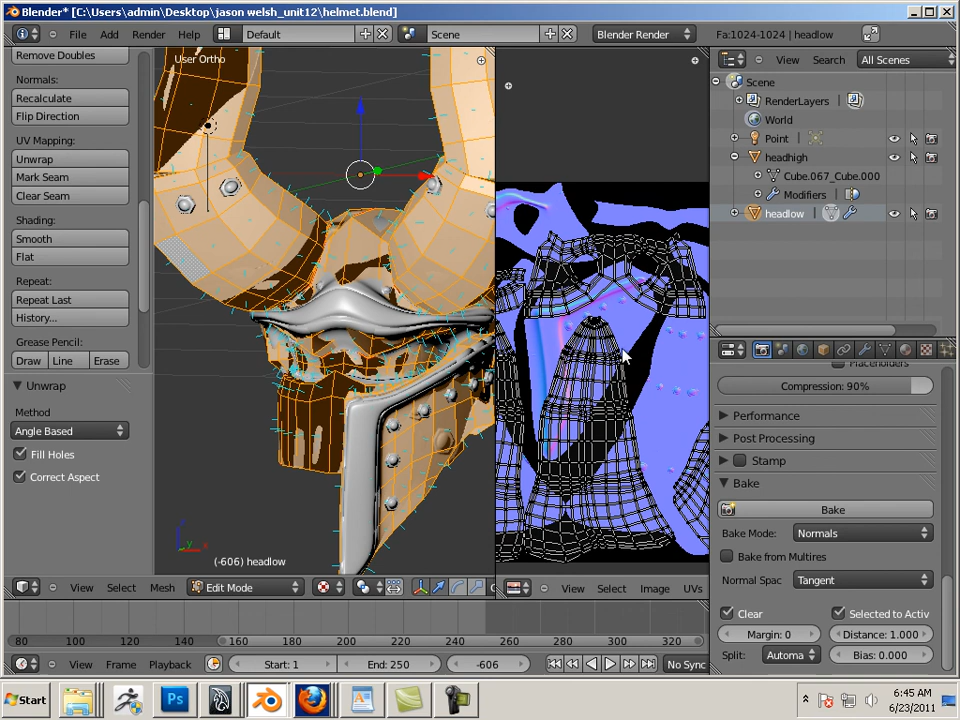 Blender* [C:\Users\admin\Desktop\jason welsh_unit12\helmet.blend]
File Add Render Help Default Scene Blender Render Fa:1024-1024 | headlow
Remove Doubles
Normals:
Recalculate
Flip Direction
UV Mapping:
Unwrap
Mark Seam
Clear Seam
Shading:
Smooth
Flat
Repeat:
Repeat Last
History...
Grease Pencil:
Draw Line Erase
Unwrap
Method
Angle Based
Fill Holes
Correct Aspect
User Ortho
(-606) headlow
View Select Mesh Edit Mode
View Select Image UVs
View Search All Scenes
Scene
RenderLayers
World
Point
headhigh
Cube.067_Cube.000
Modifiers
headlow
Placeholders
Compression: 90%
Performance
Post Processing
Stamp
Bake
Bake
Bake Mode: Normals
Bake from Multires
Normal Spac Tangent
Clear Selected to Activ
Margin: 0 Distance: 1.000
Split: Automa Bias: 0.000
80 100 120 140 160 180 200 220 240 260 280 300 320
View Frame Playback Start: 1 End: 250 -606 No Sync
Start Ps
6:45 AM
6/23/2011